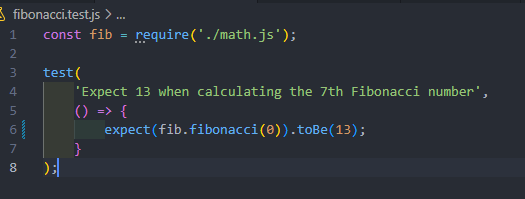 fibonacci.test.js > ...
1 const fib = require('./math.js');
2
3 test(
4 'Expect 13 when calculating the 7th Fibonacci number',
5 () => {
6 expect(fib.fibonacci(0)).toBe(13);
7 }
8 );